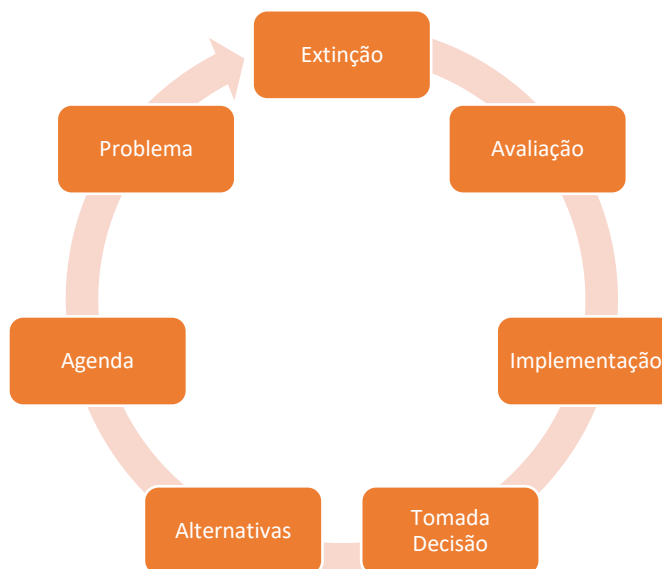 Extinção
Avaliação
Implementação
Tomada
Decisão
Alternativas
Agenda
Problema